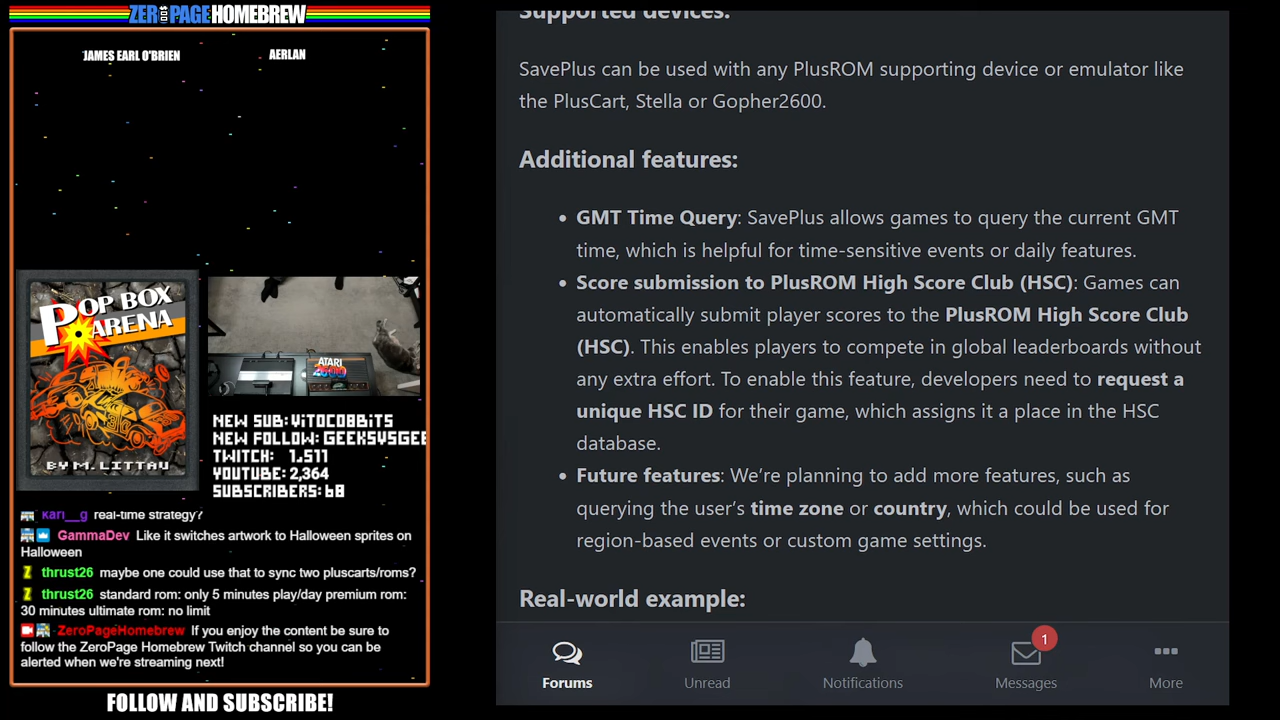 ZEROPAGE HOMEBREW
JAMES EARL O'BRIEN
AERLAN
POP BOX
ARENA
BY M. LITTAU
ATARI
2600
NEW SUB: VITOCOBBITS
NEW FOLLOW: GEEKSYSGEE
TWITCH: 1,511
YOUTUBE: 2,364
SUBSCRIBERS: 68
kari__g real-time strategy?
GammaDev Like it switches artwork to Halloween sprites on
Halloween
thrust26 maybe one could use that to sync two pluscarts/roms?
thrust26 standard rom: only 5 minutes play/day premium rom:
30 minutes ultimate rom: no limit
ZeroPageHomebrew If you enjoy the content be sure to
follow the ZeroPage Homebrew Twitch channel so you can be
alerted when we're streaming next!
FOLLOW AND SUBSCRIBE!
Supported devices:
SavePlus can be used with any PlusROM supporting device or emulator like
the PlusCart, Stella or Gopher2600.
Additional features:
• GMT Time Query: SavePlus allows games to query the current GMT
time, which is helpful for time-sensitive events or daily features.
• Score submission to PlusROM High Score Club (HSC): Games can
automatically submit player scores to the PlusROM High Score Club
(HSC). This enables players to compete in global leaderboards without
any extra effort. To enable this feature, developers need to request a
unique HSC ID for their game, which assigns it a place in the HSC
database.
• Future features: We're planning to add more features, such as
querying the user's time zone or country, which could be used for
region-based events or custom game settings.
Real-world example:
1
Forums
Unread
Notifications
Messages
More